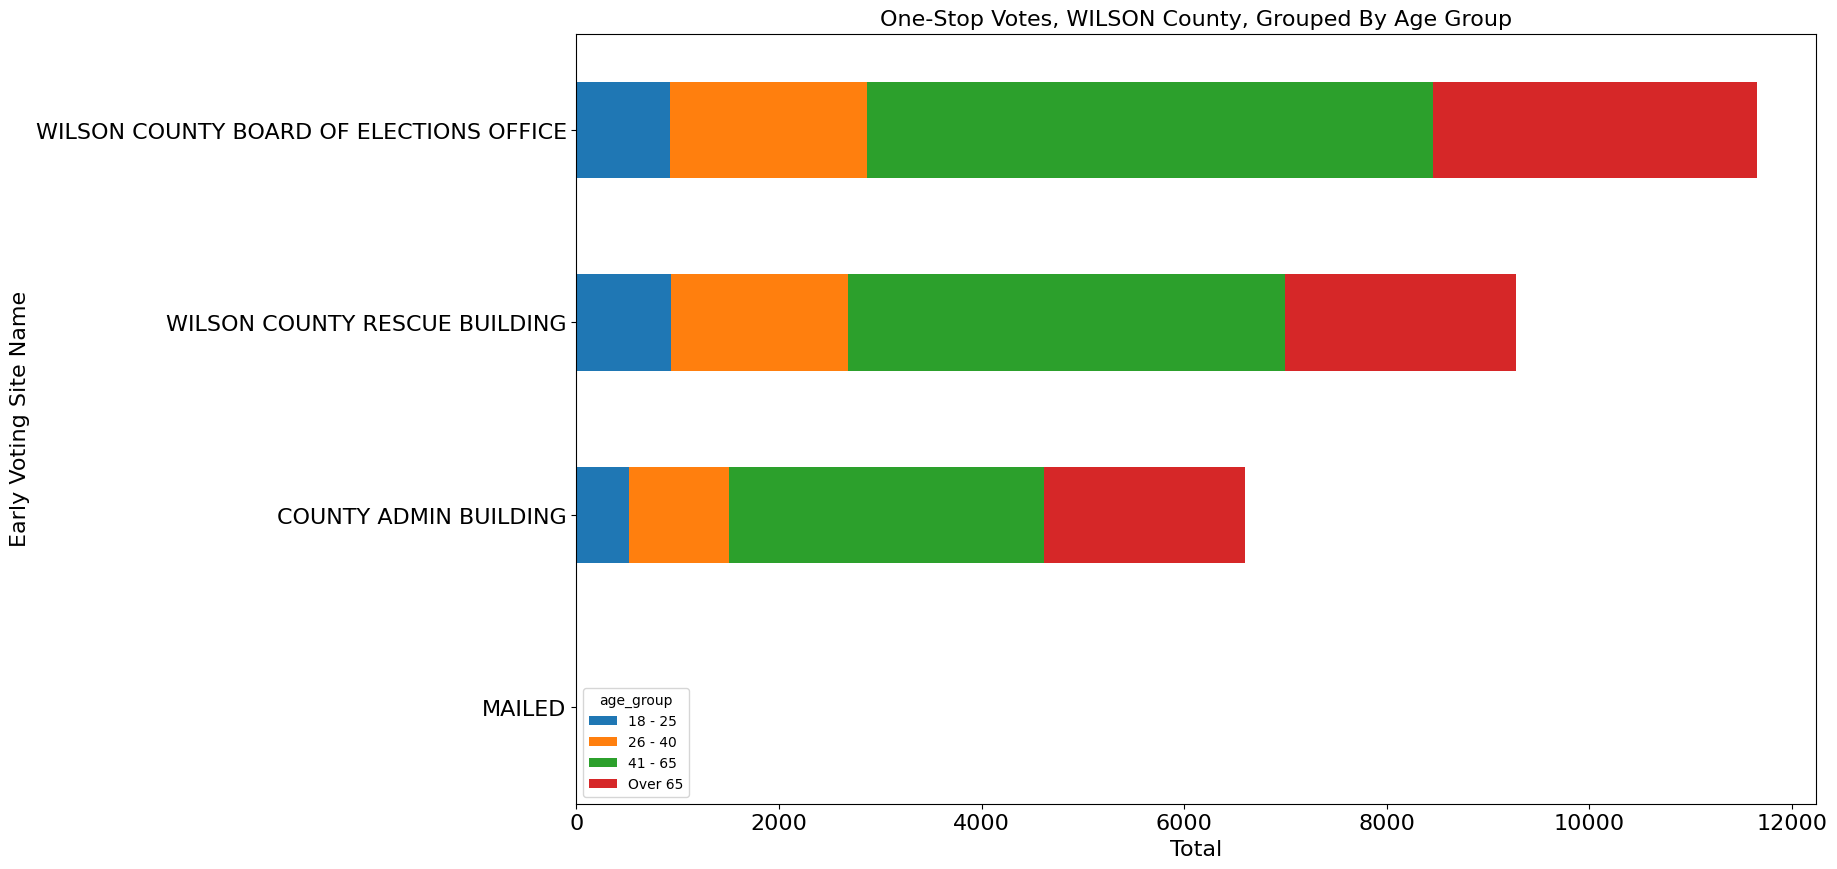 One-Stop Votes, WILSON County, Grouped By Age Group
Early Voting Site Name
WILSON COUNTY BOARD OF ELECTIONS OFFICE
WILSON COUNTY RESCUE BUILDING
COUNTY ADMIN BUILDING
MAILED
age_group
18 - 25
26 - 40
41 - 65
Over 65
0 2000 4000 6000 8000 10000 12000
Total